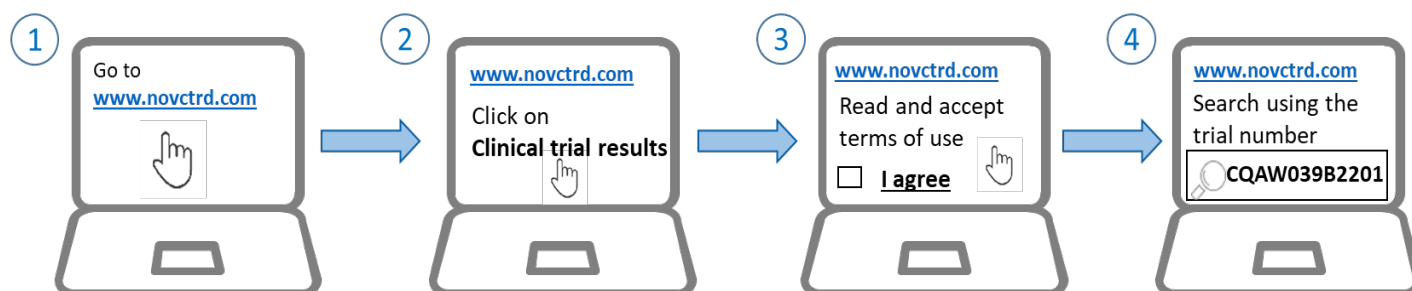 1
Go to
www.novctrd.com
2
www.novctrd.com
Click on
Clinical trial results
3
www.novctrd.com
Read and accept
terms of use
I agree
4
www.novctrd.com
Search using the
trial number
CQAW039B2201